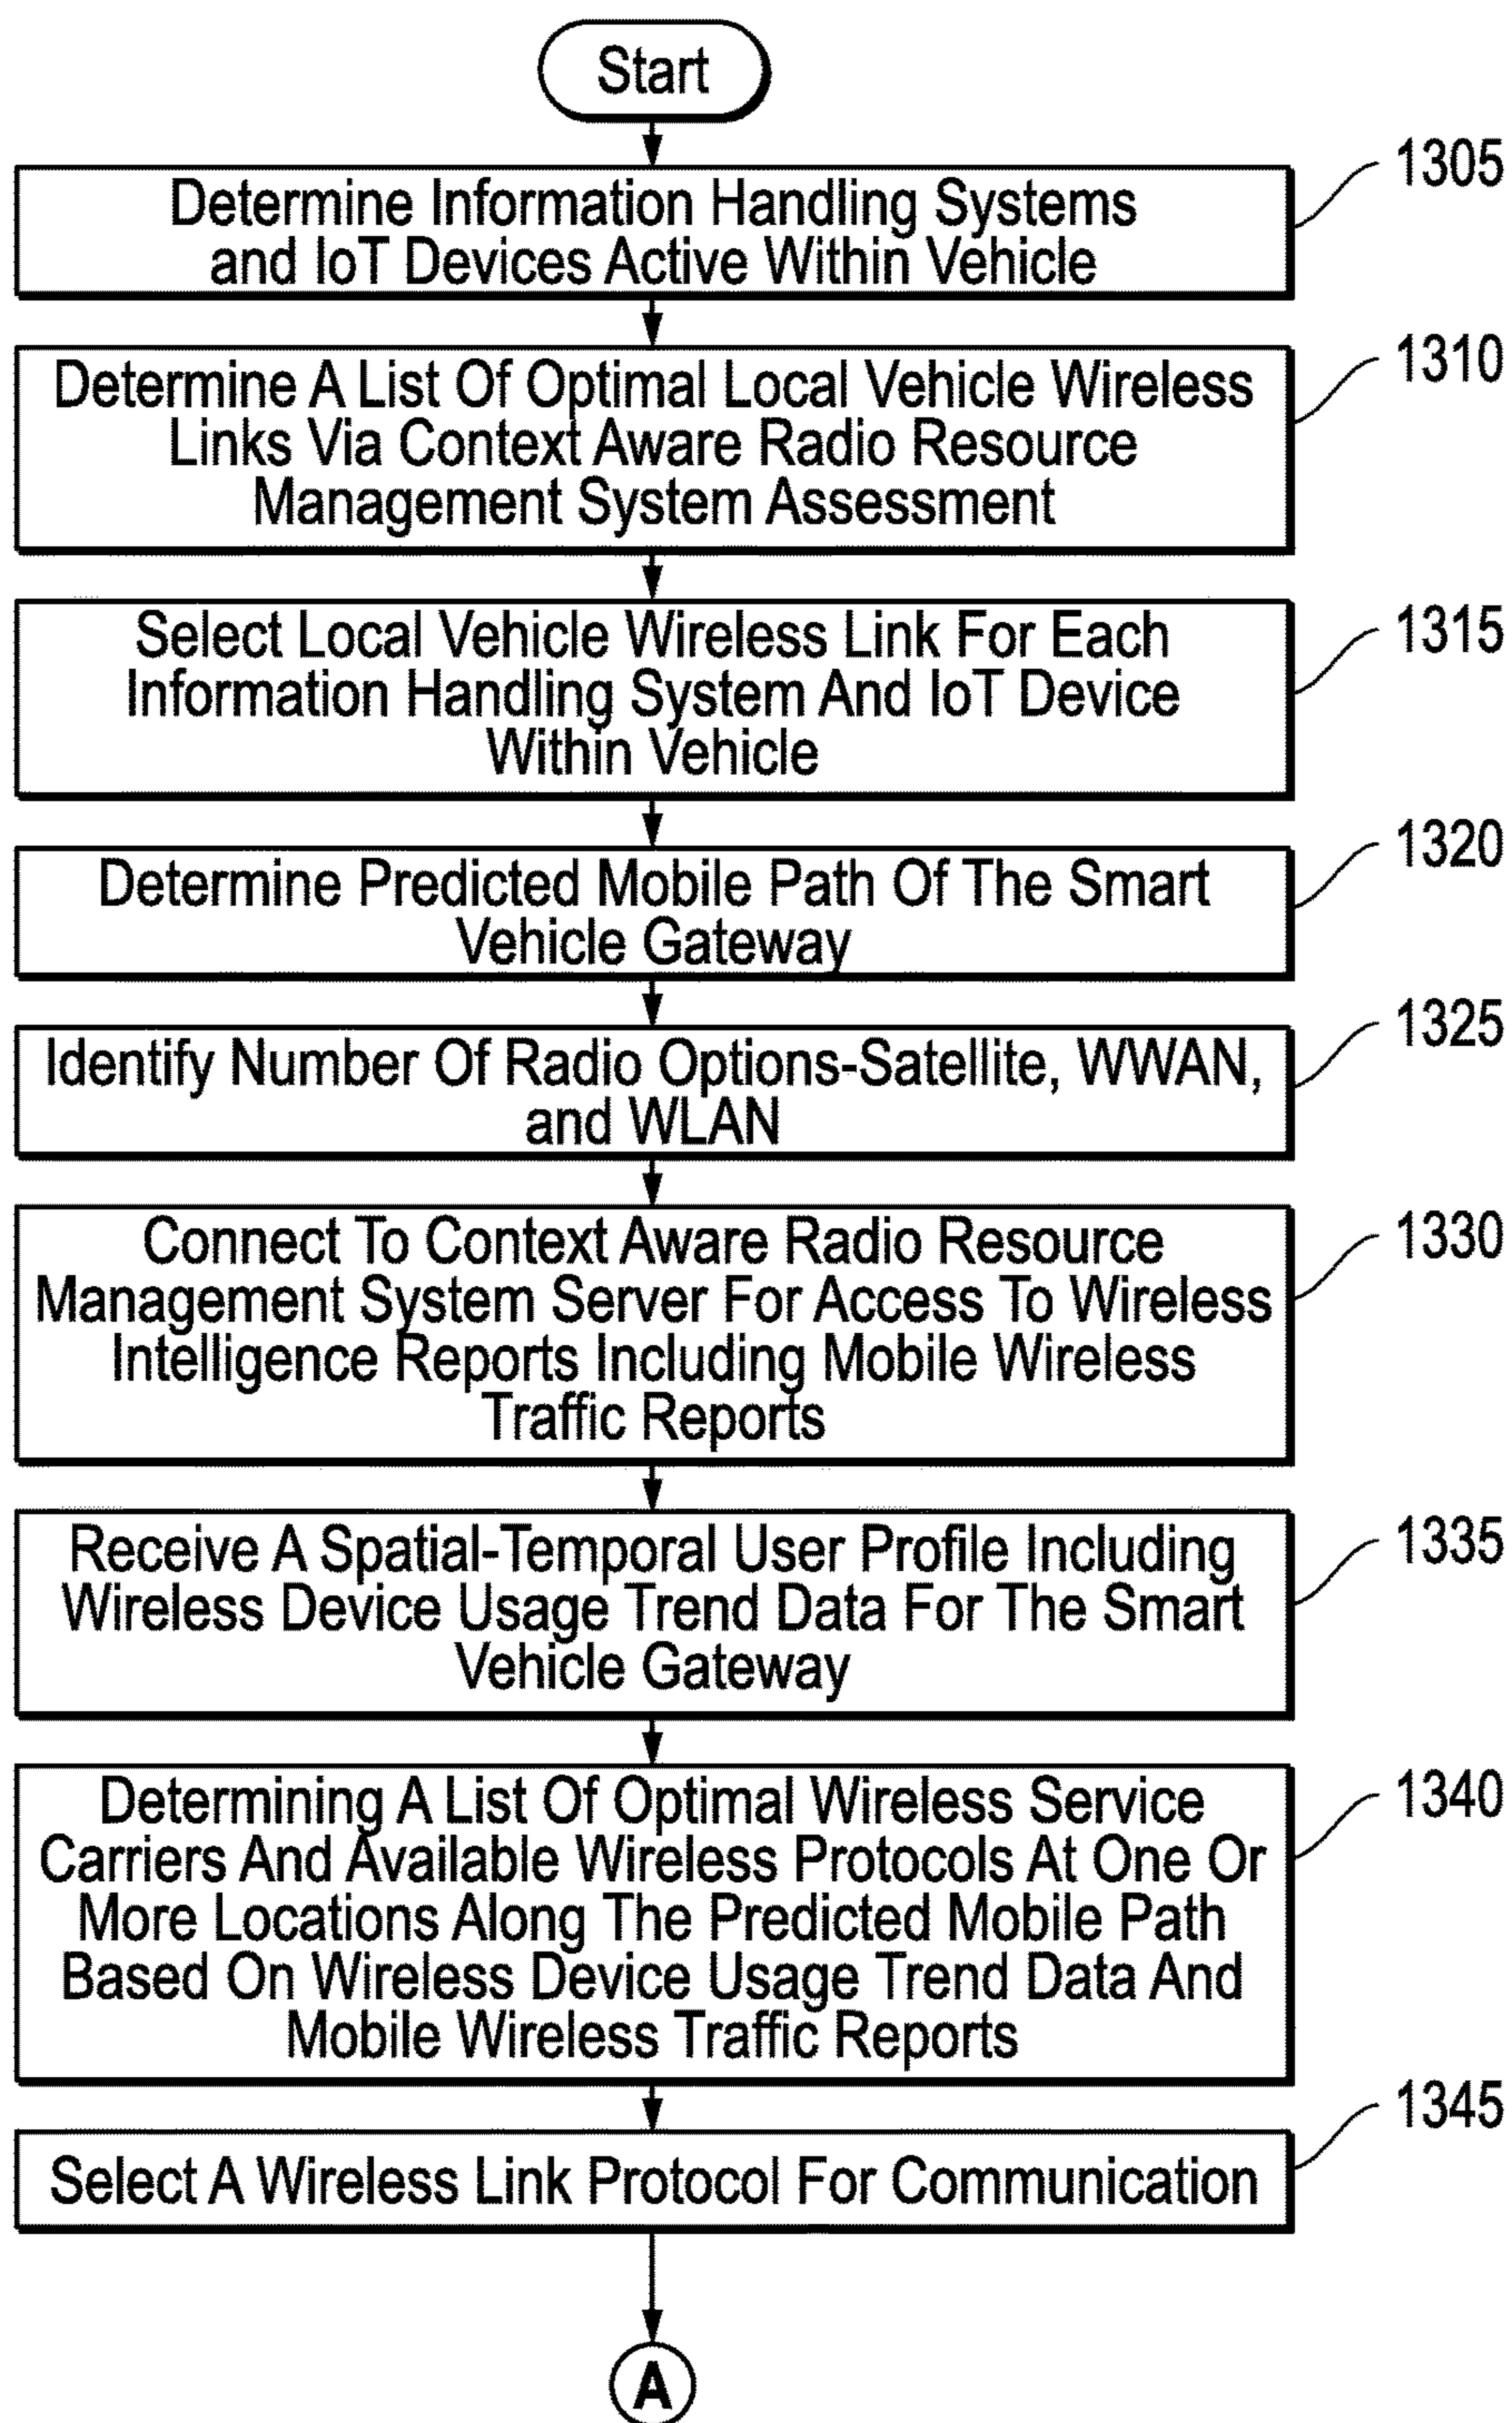 Start
1305
Determine Information Handling Systems
and IoT Devices Active Within Vehicle
1310
Determine A List Of Optimal Local Vehicle Wireless
Links Via Context Aware Radio Resource
Management System Assessment
1315
Select Local Vehicle Wireless Link For Each
Information Handling System And IoT Device
Within Vehicle
1320
Determine Predicted Mobile Path Of The Smart
Vehicle Gateway
1325
Identify Number Of Radio Options-Satellite, WWAN,
and WLAN
1330
Connect To Context Aware Radio Resource
Management System Server For Access To Wireless
Intelligence Reports Including Mobile Wireless
Traffic Reports
1335
Receive A Spatial-Temporal User Profile Including
Wireless Device Usage Trend Data For The Smart
Vehicle Gateway
1340
Determining A List Of Optimal Wireless Service
Carriers And Available Wireless Protocols At One Or
More Locations Along The Predicted Mobile Path
Based On Wireless Device Usage Trend Data And
Mobile Wireless Traffic Reports
1345
Select A Wireless Link Protocol For Communication
A